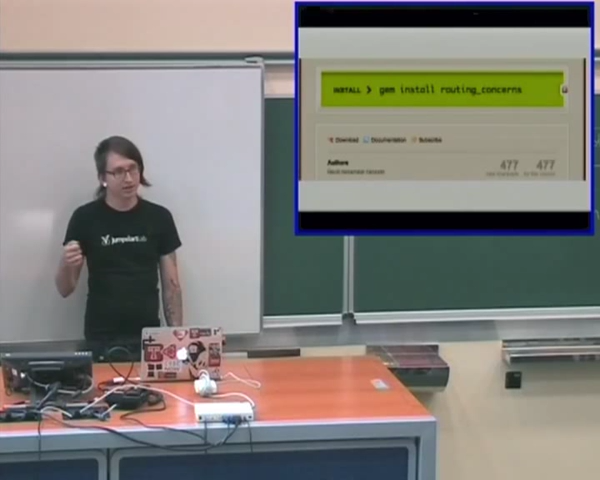 INSTALL ❯ gem install routing_concerns
Download Documentation Subscribe
Authors
477 477
jumpstartlab